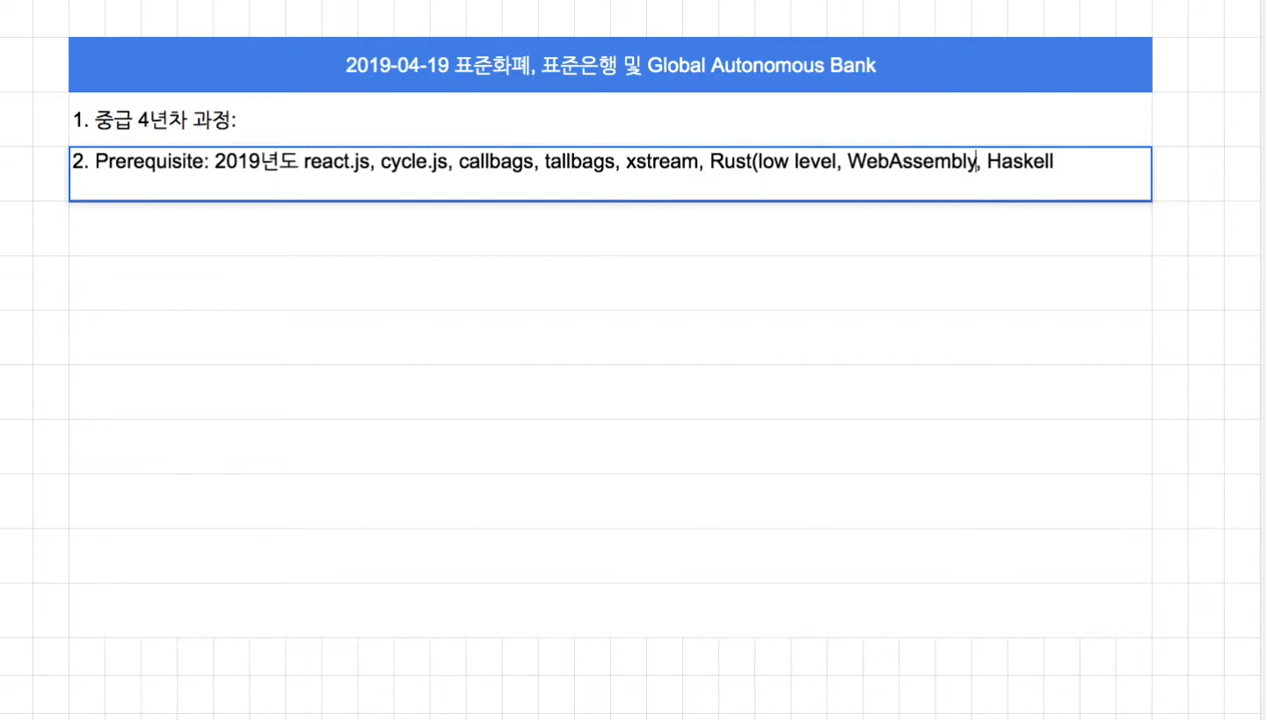 2019-04-19 표준화폐, 표준은행 및 Global Autonomous Bank
1. 중급 4년차 과정:
2. Prerequisite: 2019년도 react.js, cycle.js, callbags, tallbags, xstream, Rust(low level, WebAssembly, Haskell